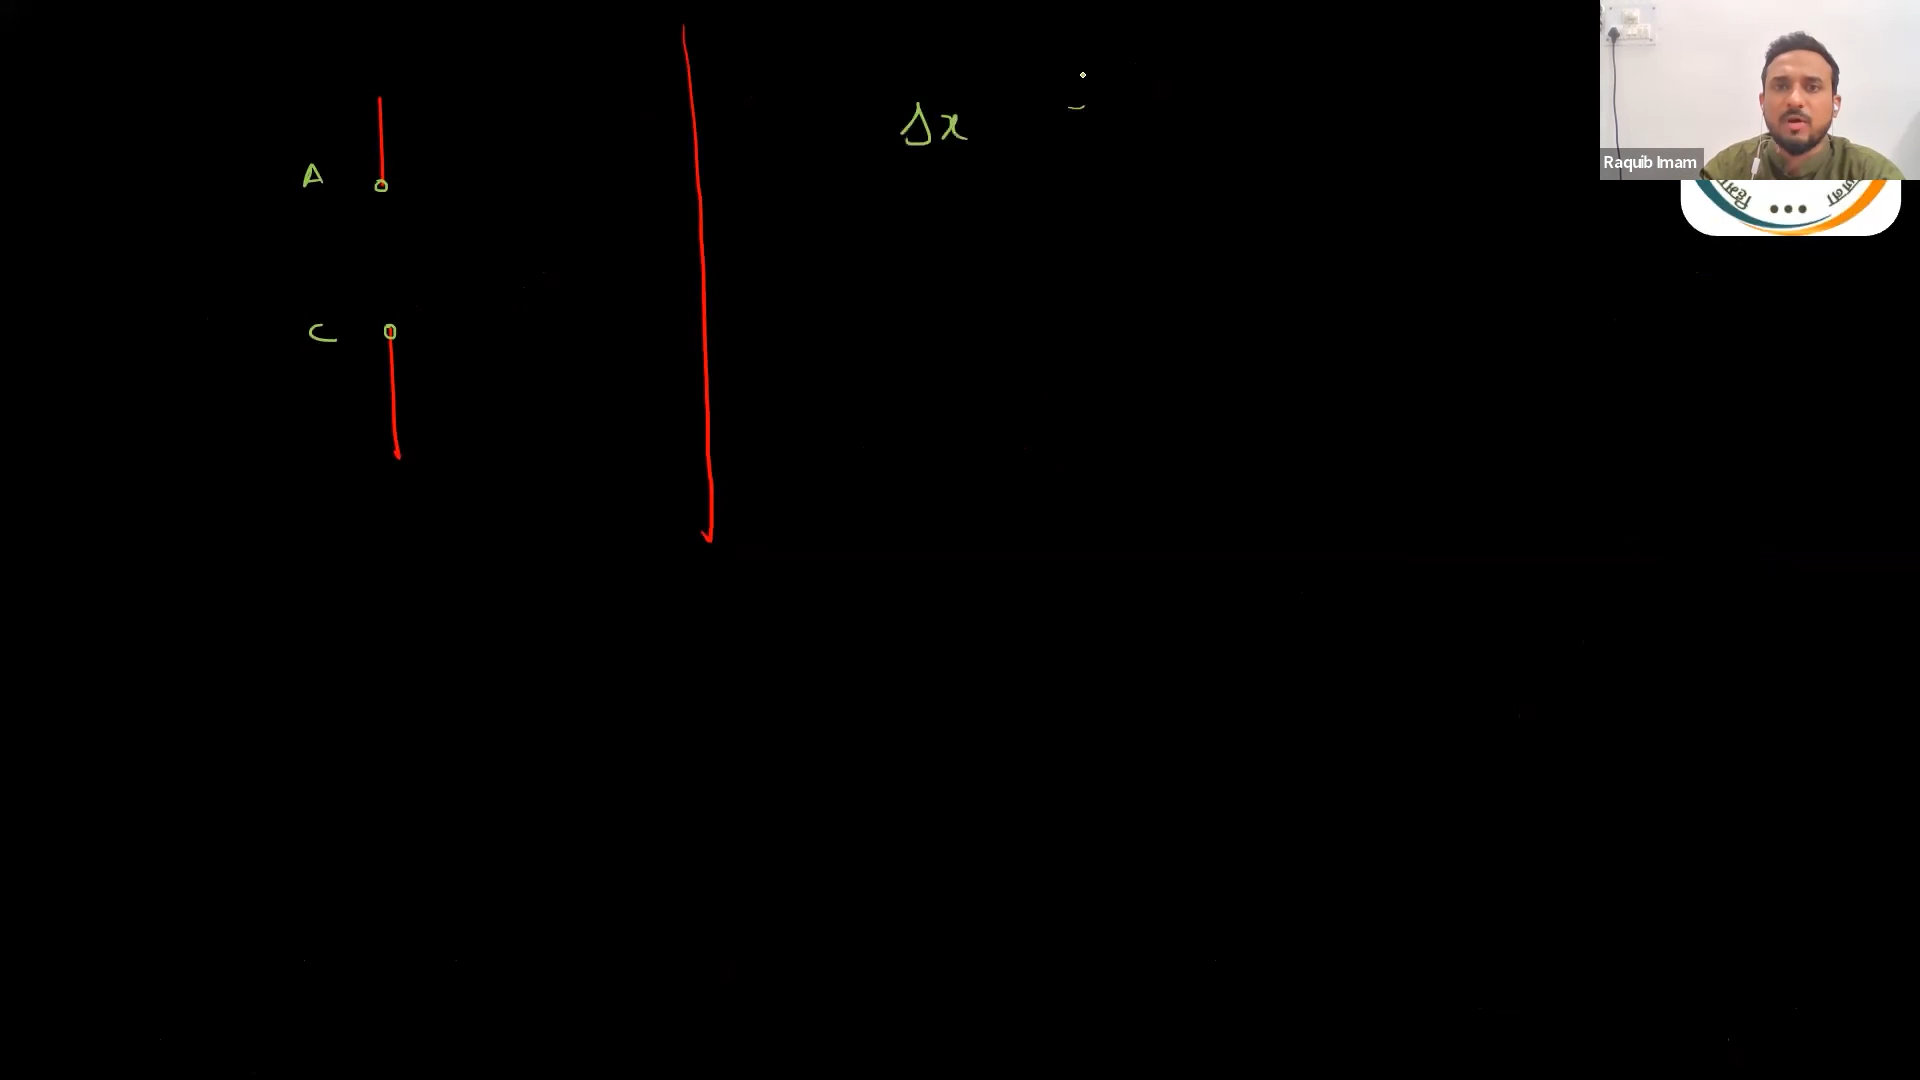 Δx =
A
C
Raquib Imam